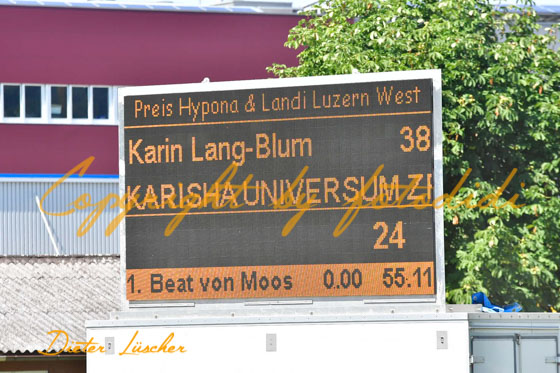 Preis Hypona & Landi Luzern West
Karin Lang-Blum 38
KARISHA UNIVERSUM ZF
24
1. Beat von Moos 0.00 55.11
Copyright by fotodidi
Dieter Lüscher